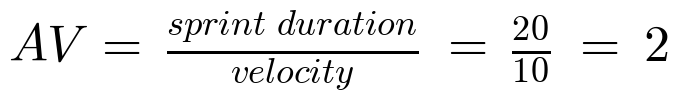 AV = sprint duration / velocity = 20 / 10 = 2